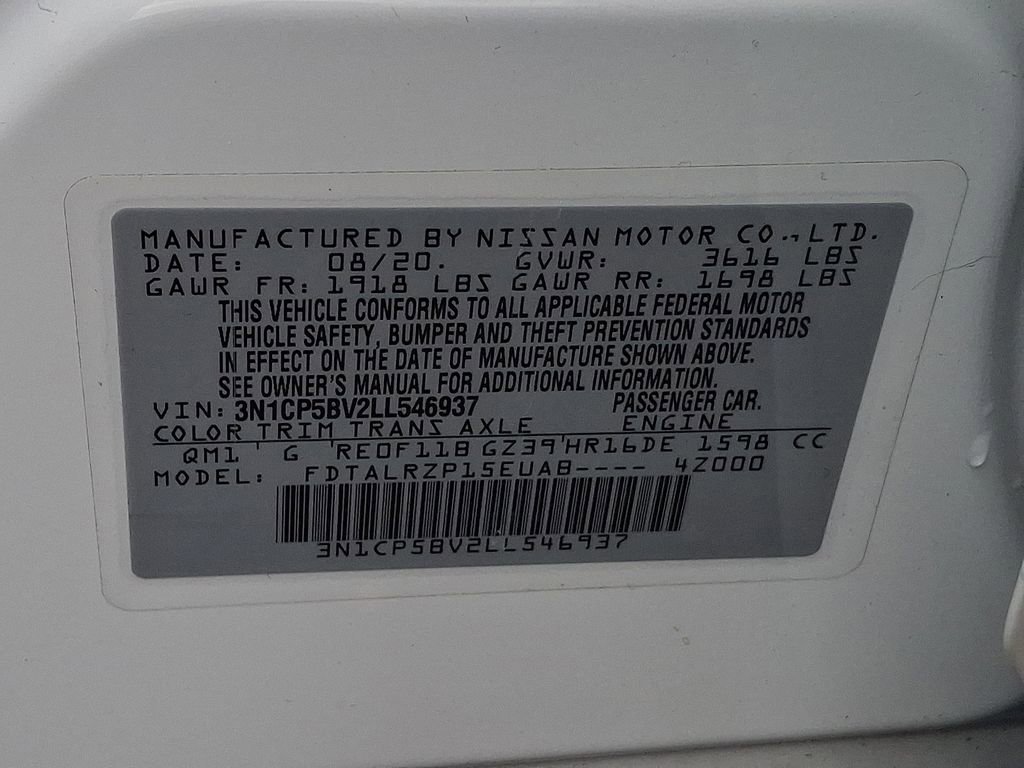 MANUFACTURED BY NISSAN MOTOR CO.,LTD.
DATE: 08/20. GVWR: 3616 LBS
GAWR FR: 1918 LBS GAWR RR: 1698 LBS
THIS VEHICLE CONFORMS TO ALL APPLICABLE FEDERAL MOTOR
VEHICLE SAFETY, BUMPER AND THEFT PREVENTION STANDARDS
IN EFFECT ON THE DATE OF MANUFACTURE SHOWN ABOVE.
SEE OWNER'S MANUAL FOR ADDITIONAL INFORMATION.
VIN: 3N1CP5BV2LL546937 PASSENGER CAR.
COLOR TRIM TRANS AXLE ENGINE
QM1 ' G 'RE0F11B GZ39'HR16DE 1598 CC
MODEL: FDTALRZP15EUAB---- 4Z000
3N1CP5BV2LL546937